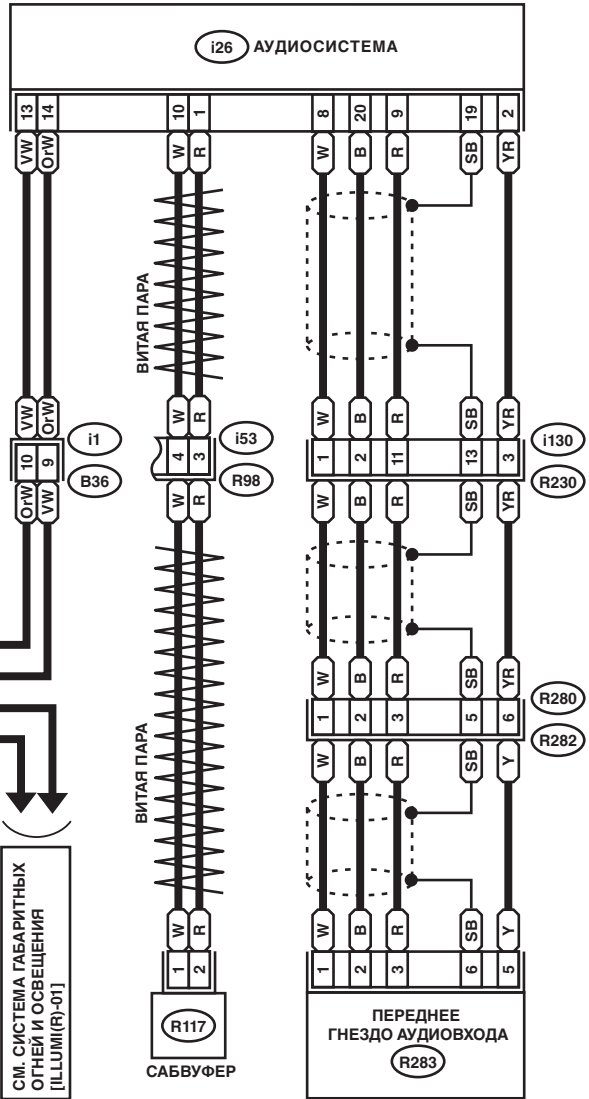 i26 АУДИОСИСТЕМА
13 14 10 1 8 20 9 19 2
VW OrW W R W B R SB YR
ВИТАЯ ПАРА
VW OrW W R W B R SB YR
i1 i53 i130
10 9 4 3 1 2 11 13 3
B36 R98 R230
OrW VW W R W B R SB YR
ВИТАЯ ПАРА
W B R SB YR
R280
1 2 3 5 6
R282
W B R SB Y
СМ. СИСТЕМА ГАБАРИТНЫХ
ОГНЕЙ И ОСВЕЩЕНИЯ
[ILLUMI(R)-01]
W R W B R SB Y
1 2 1 2 3 6 5
R117
САБВУФЕР
ПЕРЕДНЕЕ
ГНЕЗДО АУДИОВХОДА
R283